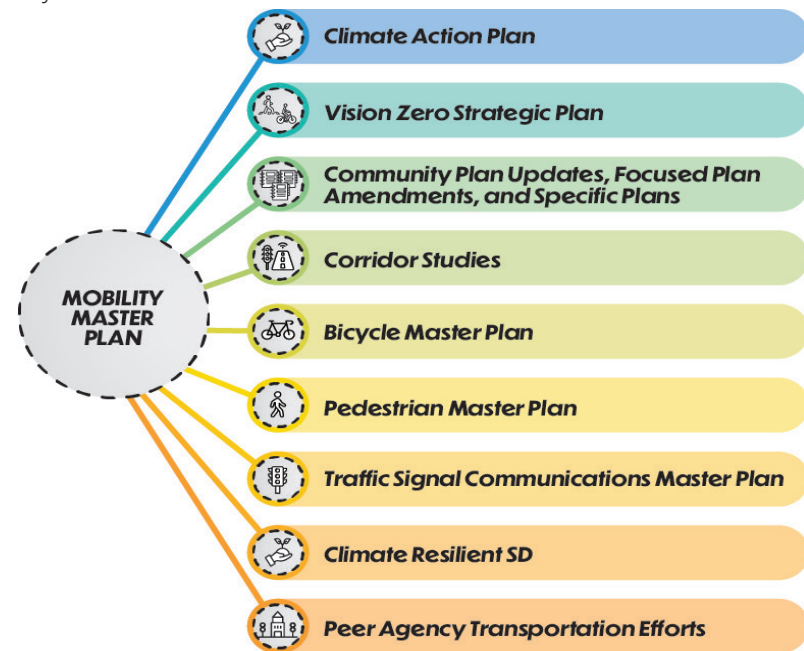 Climate Action Plan
Vision Zero Strategic Plan
Community Plan Updates, Focused Plan
Amendments, and Specific Plans
Corridor Studies
MOBILITY
MASTER
PLAN
Bicycle Master Plan
Pedestrian Master Plan
Traffic Signal Communications Master Plan
Climate Resilient SD
Peer Agency Transportation Efforts